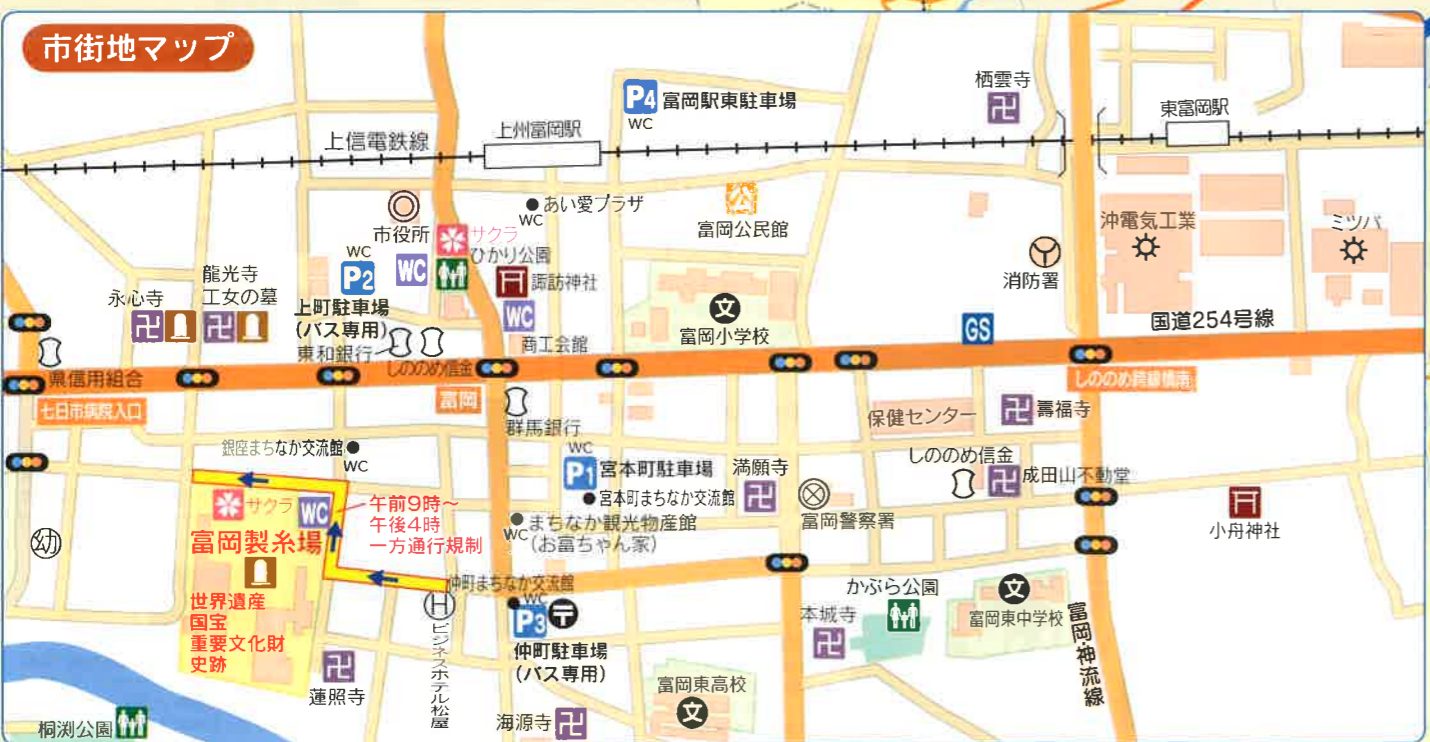 市街地マップ
栖雲寺
P4 富岡駅東駐車場
WC
東富岡駅
上州富岡駅
上信電鉄線
あい愛プラザ
WC
市役所
サクラ
ひかり公園
WC
P2
WC
上町駐車場
(バス専用)
諏訪神社
WC
富岡公民館
沖電気工業
ミツバ
消防署
龍光寺
工女の墓
永心寺
文
富岡小学校
GS
国道254号線
東和銀行
しののめ信金
商工会館
県信用組合
七日市病院入口
富岡
しののめ跨線橋南
群馬銀行
保健センター
壽福寺
銀座まちなか交流館
WC
WC
P1 宮本町駐車場
宮本町まちなか交流館
満願寺
しののめ信金
成田山不動堂
小舟神社
富岡警察署
まちなか観光物産館
(お富ちゃん家)
WC
サクラ
WC
午前9時~
午後4時
一方通行規制
富岡製糸場
世界遺産
国宝
重要文化財
史跡
幼
仲町まちなか交流館
WC
P3
〒
仲町駐車場
(バス専用)
H
ビジネスホテル松屋
かぶら公園
本城寺
文
富岡東中学校
富岡・神流線
蓮照寺
海源寺
富岡東高校
文
桐渕公園